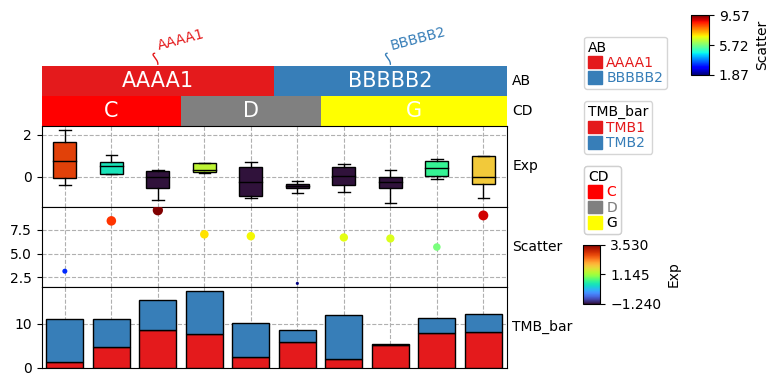 AAAA1
BBBBB2
AAAA1
BBBBB2
AB
C
D
G
CD
2
0
Exp
7.5
5.0
2.5
Scatter
10
0
TMB_bar
AB
AAAA1
BBBBB2
TMB_bar
TMB1
TMB2
CD
C
D
G
3.530
1.145
−1.240
Exp
9.57
5.72
1.87
Scatter